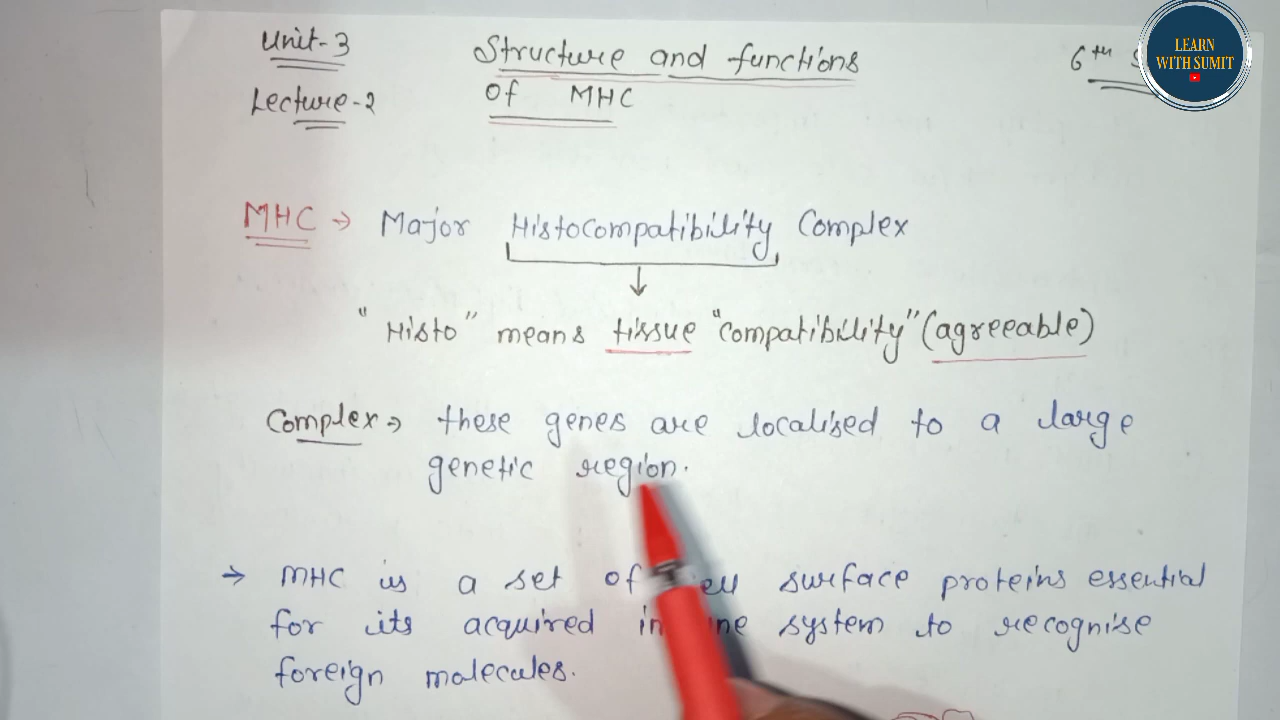 Unit-3
Structure and functions
6th
LEARN
WITH SUMIT
Lecture-2
of MHC
MHC → Major Histocompatibility Complex
"Histo" means tissue "compatibility" (agreeable)
Complex → these genes are localised to a large
genetic region.
→ MHC is a set of surface proteins essential
for its acquired system to recognise
foreign molecules.